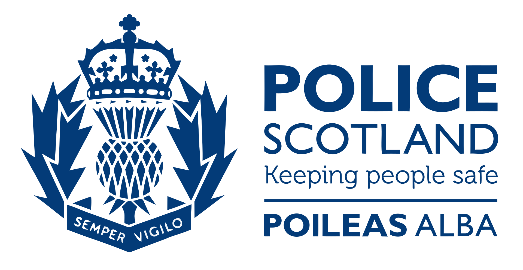 SEMPER VIGILO
POLICE
SCOTLAND
Keeping people safe
POILEAS ALBA